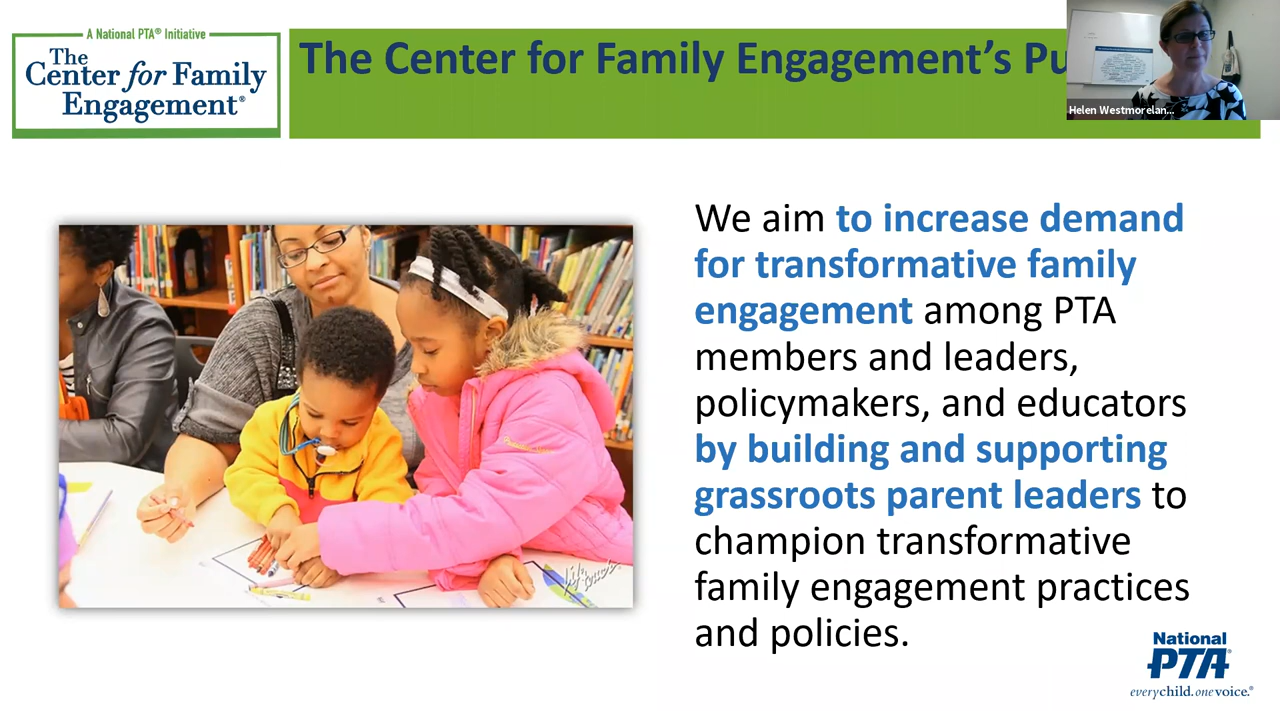 A National PTA® Initiative
The
Center for Family
Engagement®
The Center for Family Engagement's Pu
Helen Westmorelan...
We aim to increase demand
for transformative family
engagement among PTA
members and leaders,
policymakers, and educators
by building and supporting
grassroots parent leaders to
champion transformative
family engagement practices
and policies.
lifetouch.
National
PTA®
everychild.onevoice.®